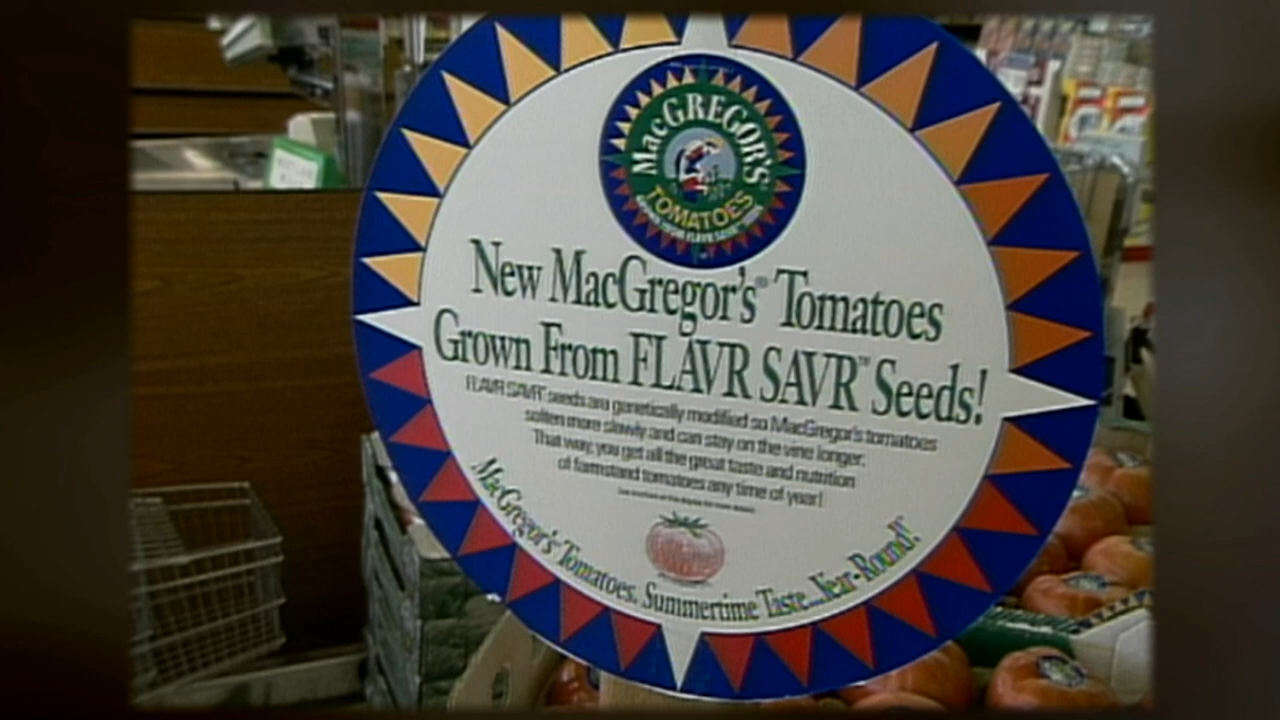 MacGREGOR'S
TOMATOES
New MacGregor's® Tomatoes
Grown From FLAVR SAVR™ Seeds!
FLAVR SAVR™ seeds are genetically modified so MacGregor's tomatoes
soften more slowly and can stay on the vine longer.
That way, you get all the great taste and nutrition
of farmstand tomatoes any time of year!
MacGregor's Tomatoes. Summertime Taste...Year-Round!™